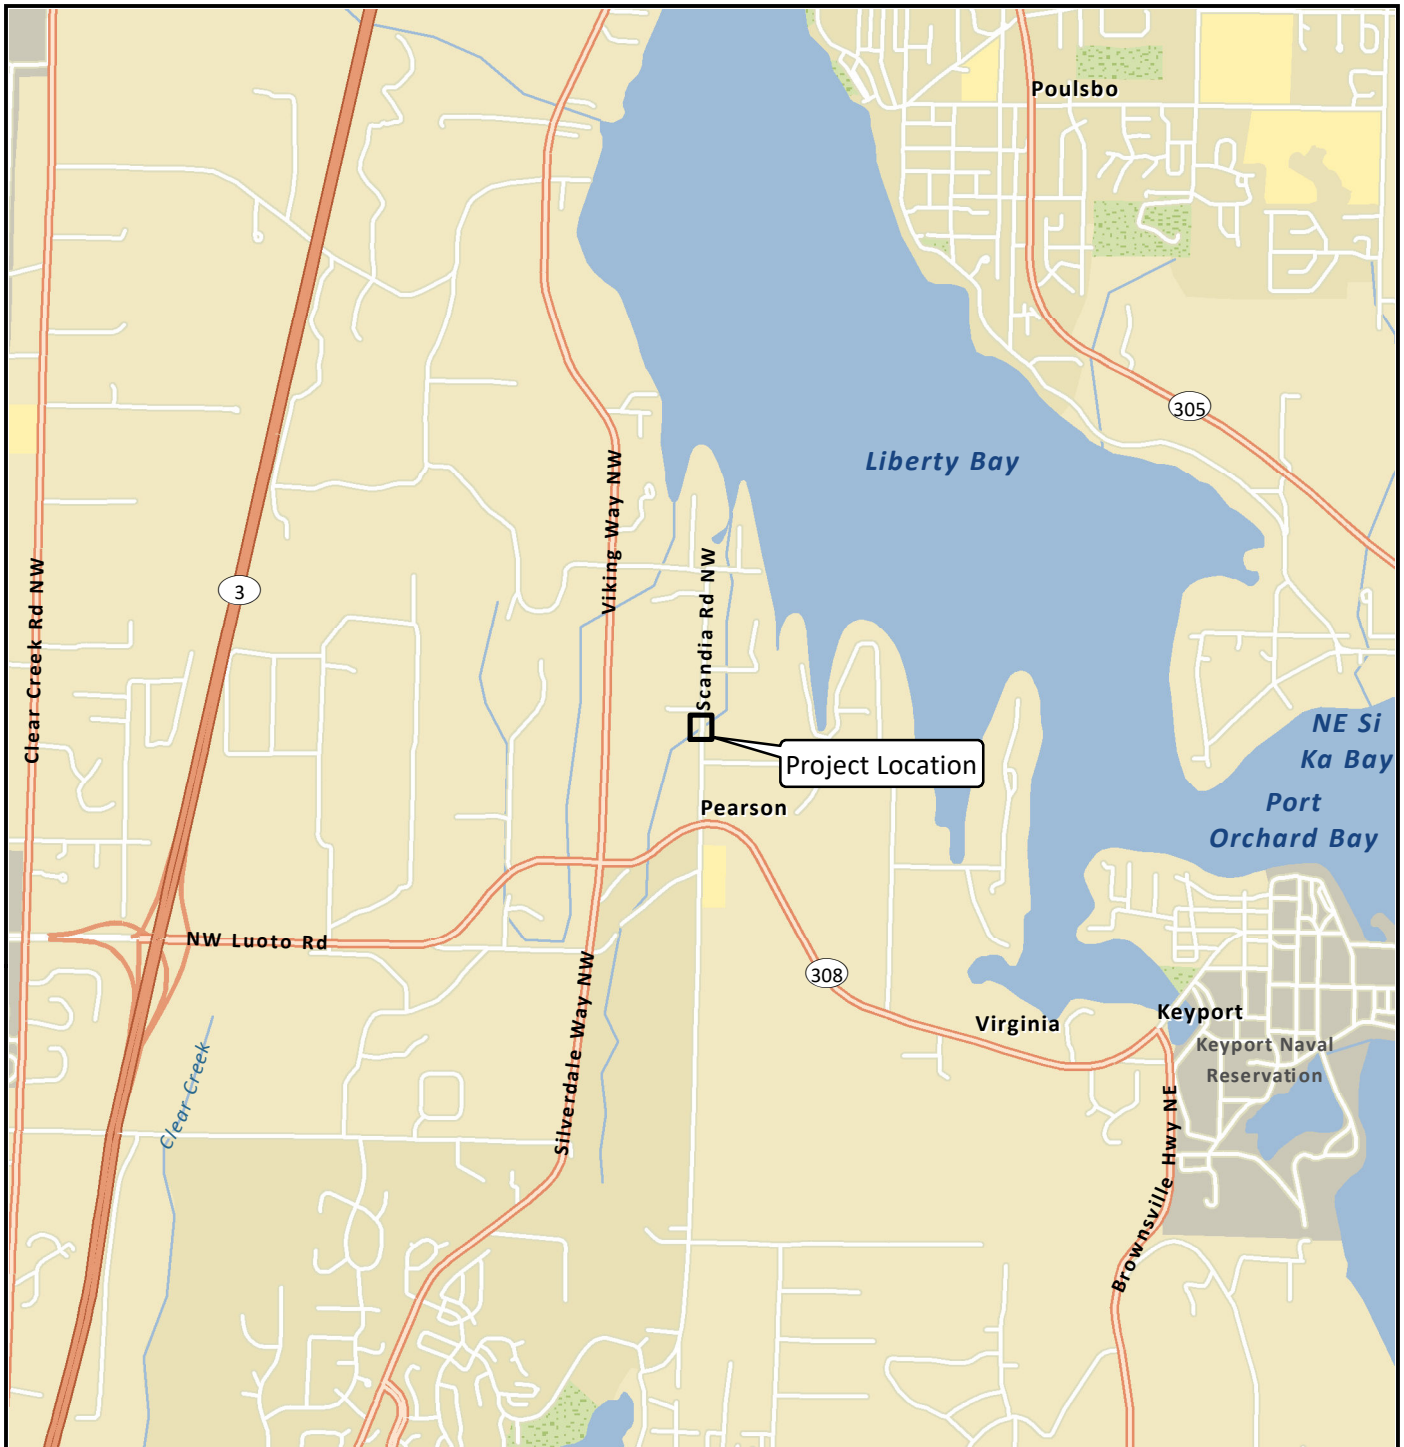 Poulsbo
305
Liberty Bay
Viking Way NW
Scandia Rd NW
Clear Creek Rd NW
3
NE Si
Ka Bay
Project Location
Port
Orchard Bay
Pearson
NW Luoto Rd
308
Silverdale Way NW
Virginia
Keyport
Keyport Naval
Reservation
Clear Creek
Brownsville Hwy NE